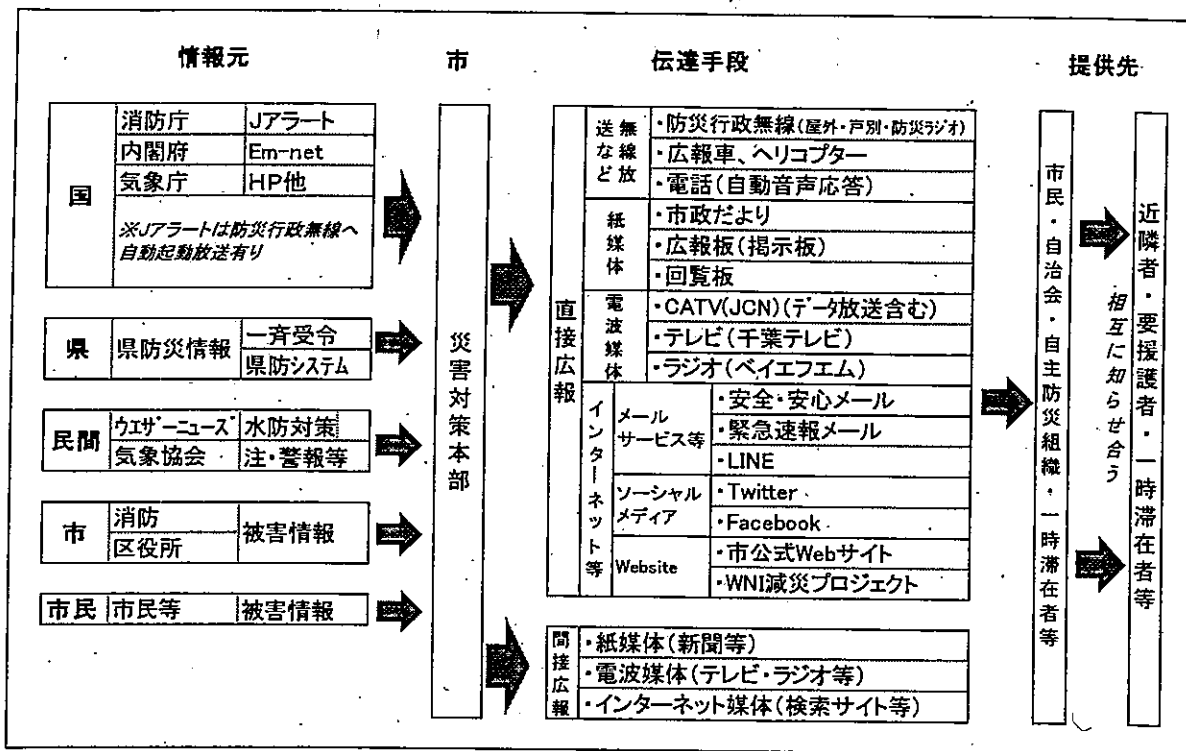 情報元
市
伝達手段
提供先
国
消防庁
Jアラート
内閣府
Em-net
気象庁
HP他
※Jアラートは防災行政無線へ
自動起動放送有り
県
県防災情報
一斉受令
県防システム
民間
ウエザーニューズ
水防対策
気象協会
注・警報等
市
消防
区役所
被害情報
市民
市民等
被害情報
災害対策本部
直接広報
無線放
送など
・防災行政無線(屋外・戸別・防災ラジオ)
・広報車、ヘリコプター
・電話(自動音声応答)
紙媒体
・市政だより
・広報板(掲示板)
・回覧板
電波媒体
・CATV(JCN)(データ放送含む)
・テレビ(千葉テレビ)
・ラジオ(ベイエフエム)
インターネット等
メール
サービス等
・安全・安心メール
・緊急速報メール
・LINE
ソーシャル
メディア
・Twitter
・Facebook
Website
・市公式Webサイト
・WNI減災プロジェクト
間接広報
・紙媒体(新聞等)
・電波媒体(テレビ・ラジオ等)
・インターネット媒体(検索サイト等)
市民・自治会・自主防災組織・一時滞在者等
相互に知らせ合う
近隣者・要援護者・一時滞在者等